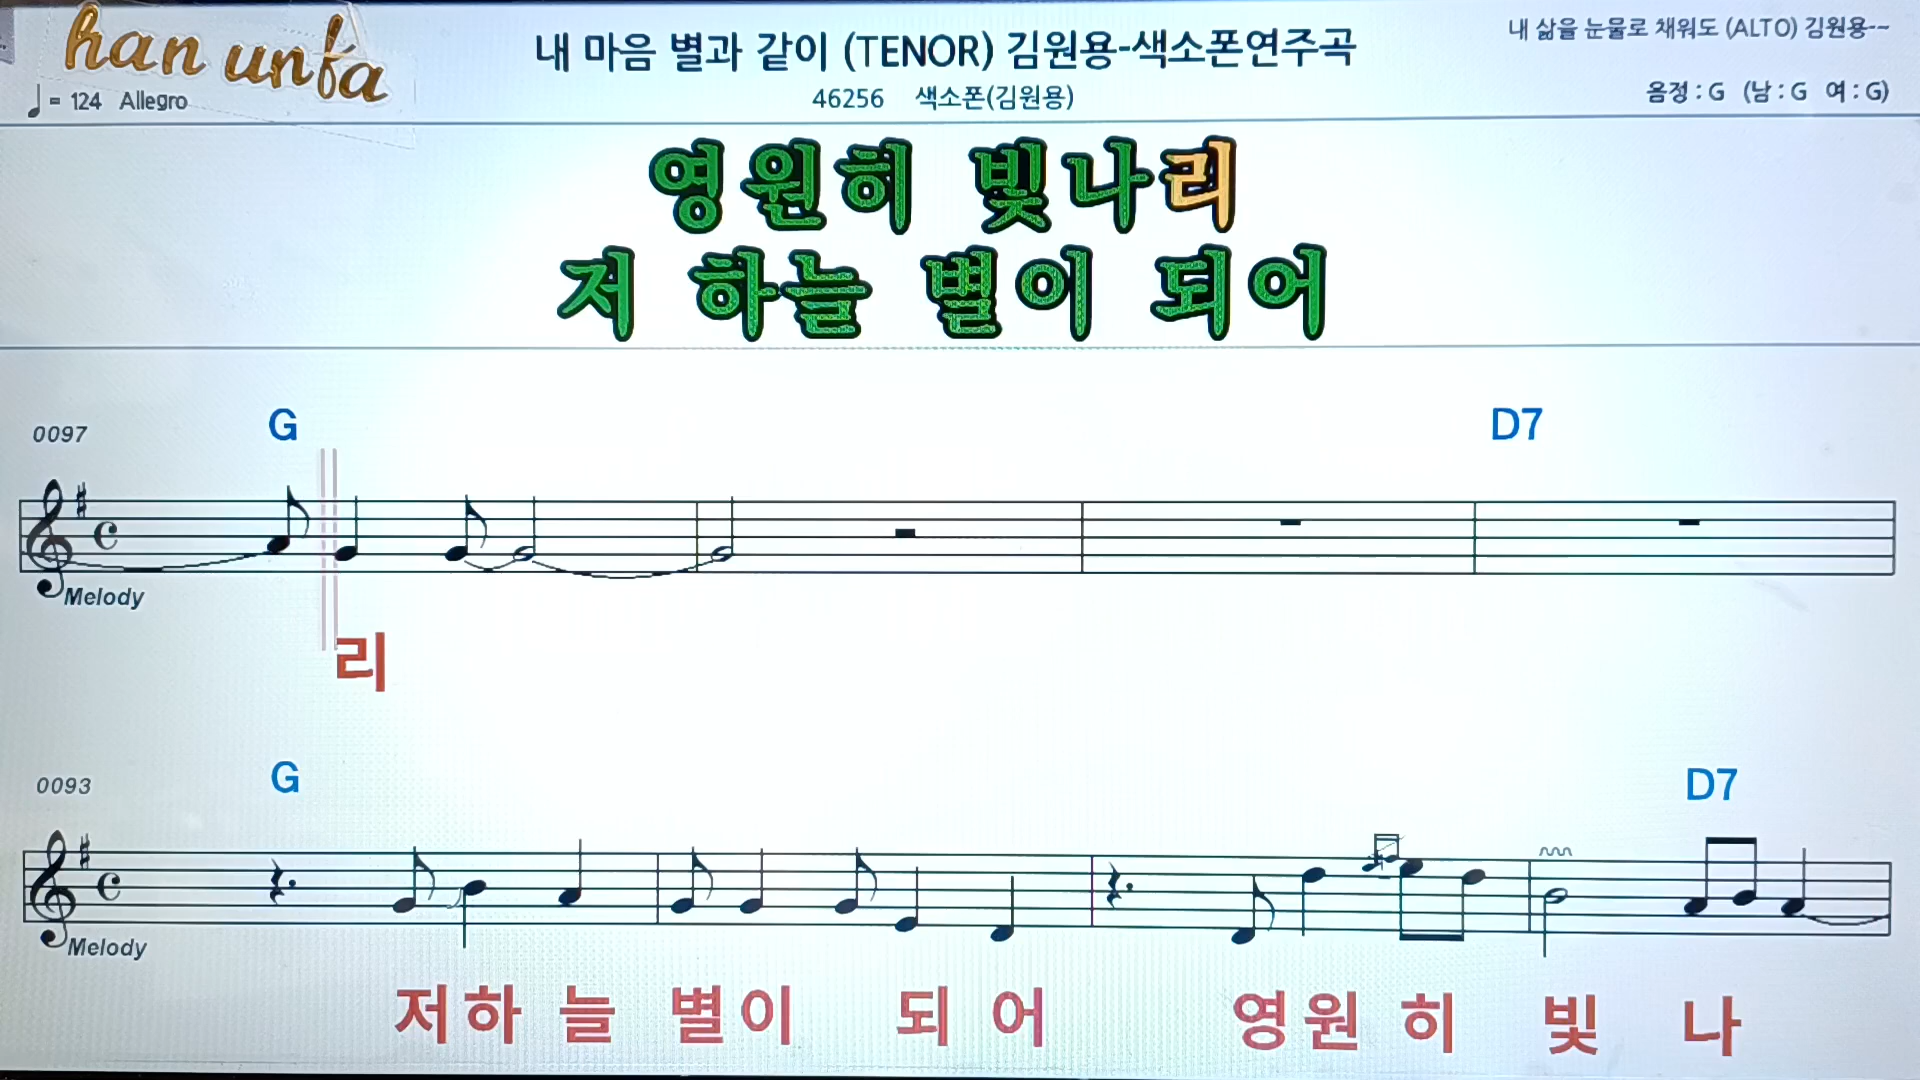 han unfa
내 마음 별과 같이 (TENOR) 김원용-색소폰연주곡
내 삶을 눈물로 채워도 (ALTO) 김원용~~
= 124 Allegro
46256 색소폰(김원용)
음정 : G (남 : G 여 : G)
영원히 빛나리
저 하늘 별이 되어
0097
G
D7
Melody
리
0093
G
D7
Melody
저하 늘 별이 되 어 영원 히 빛 나